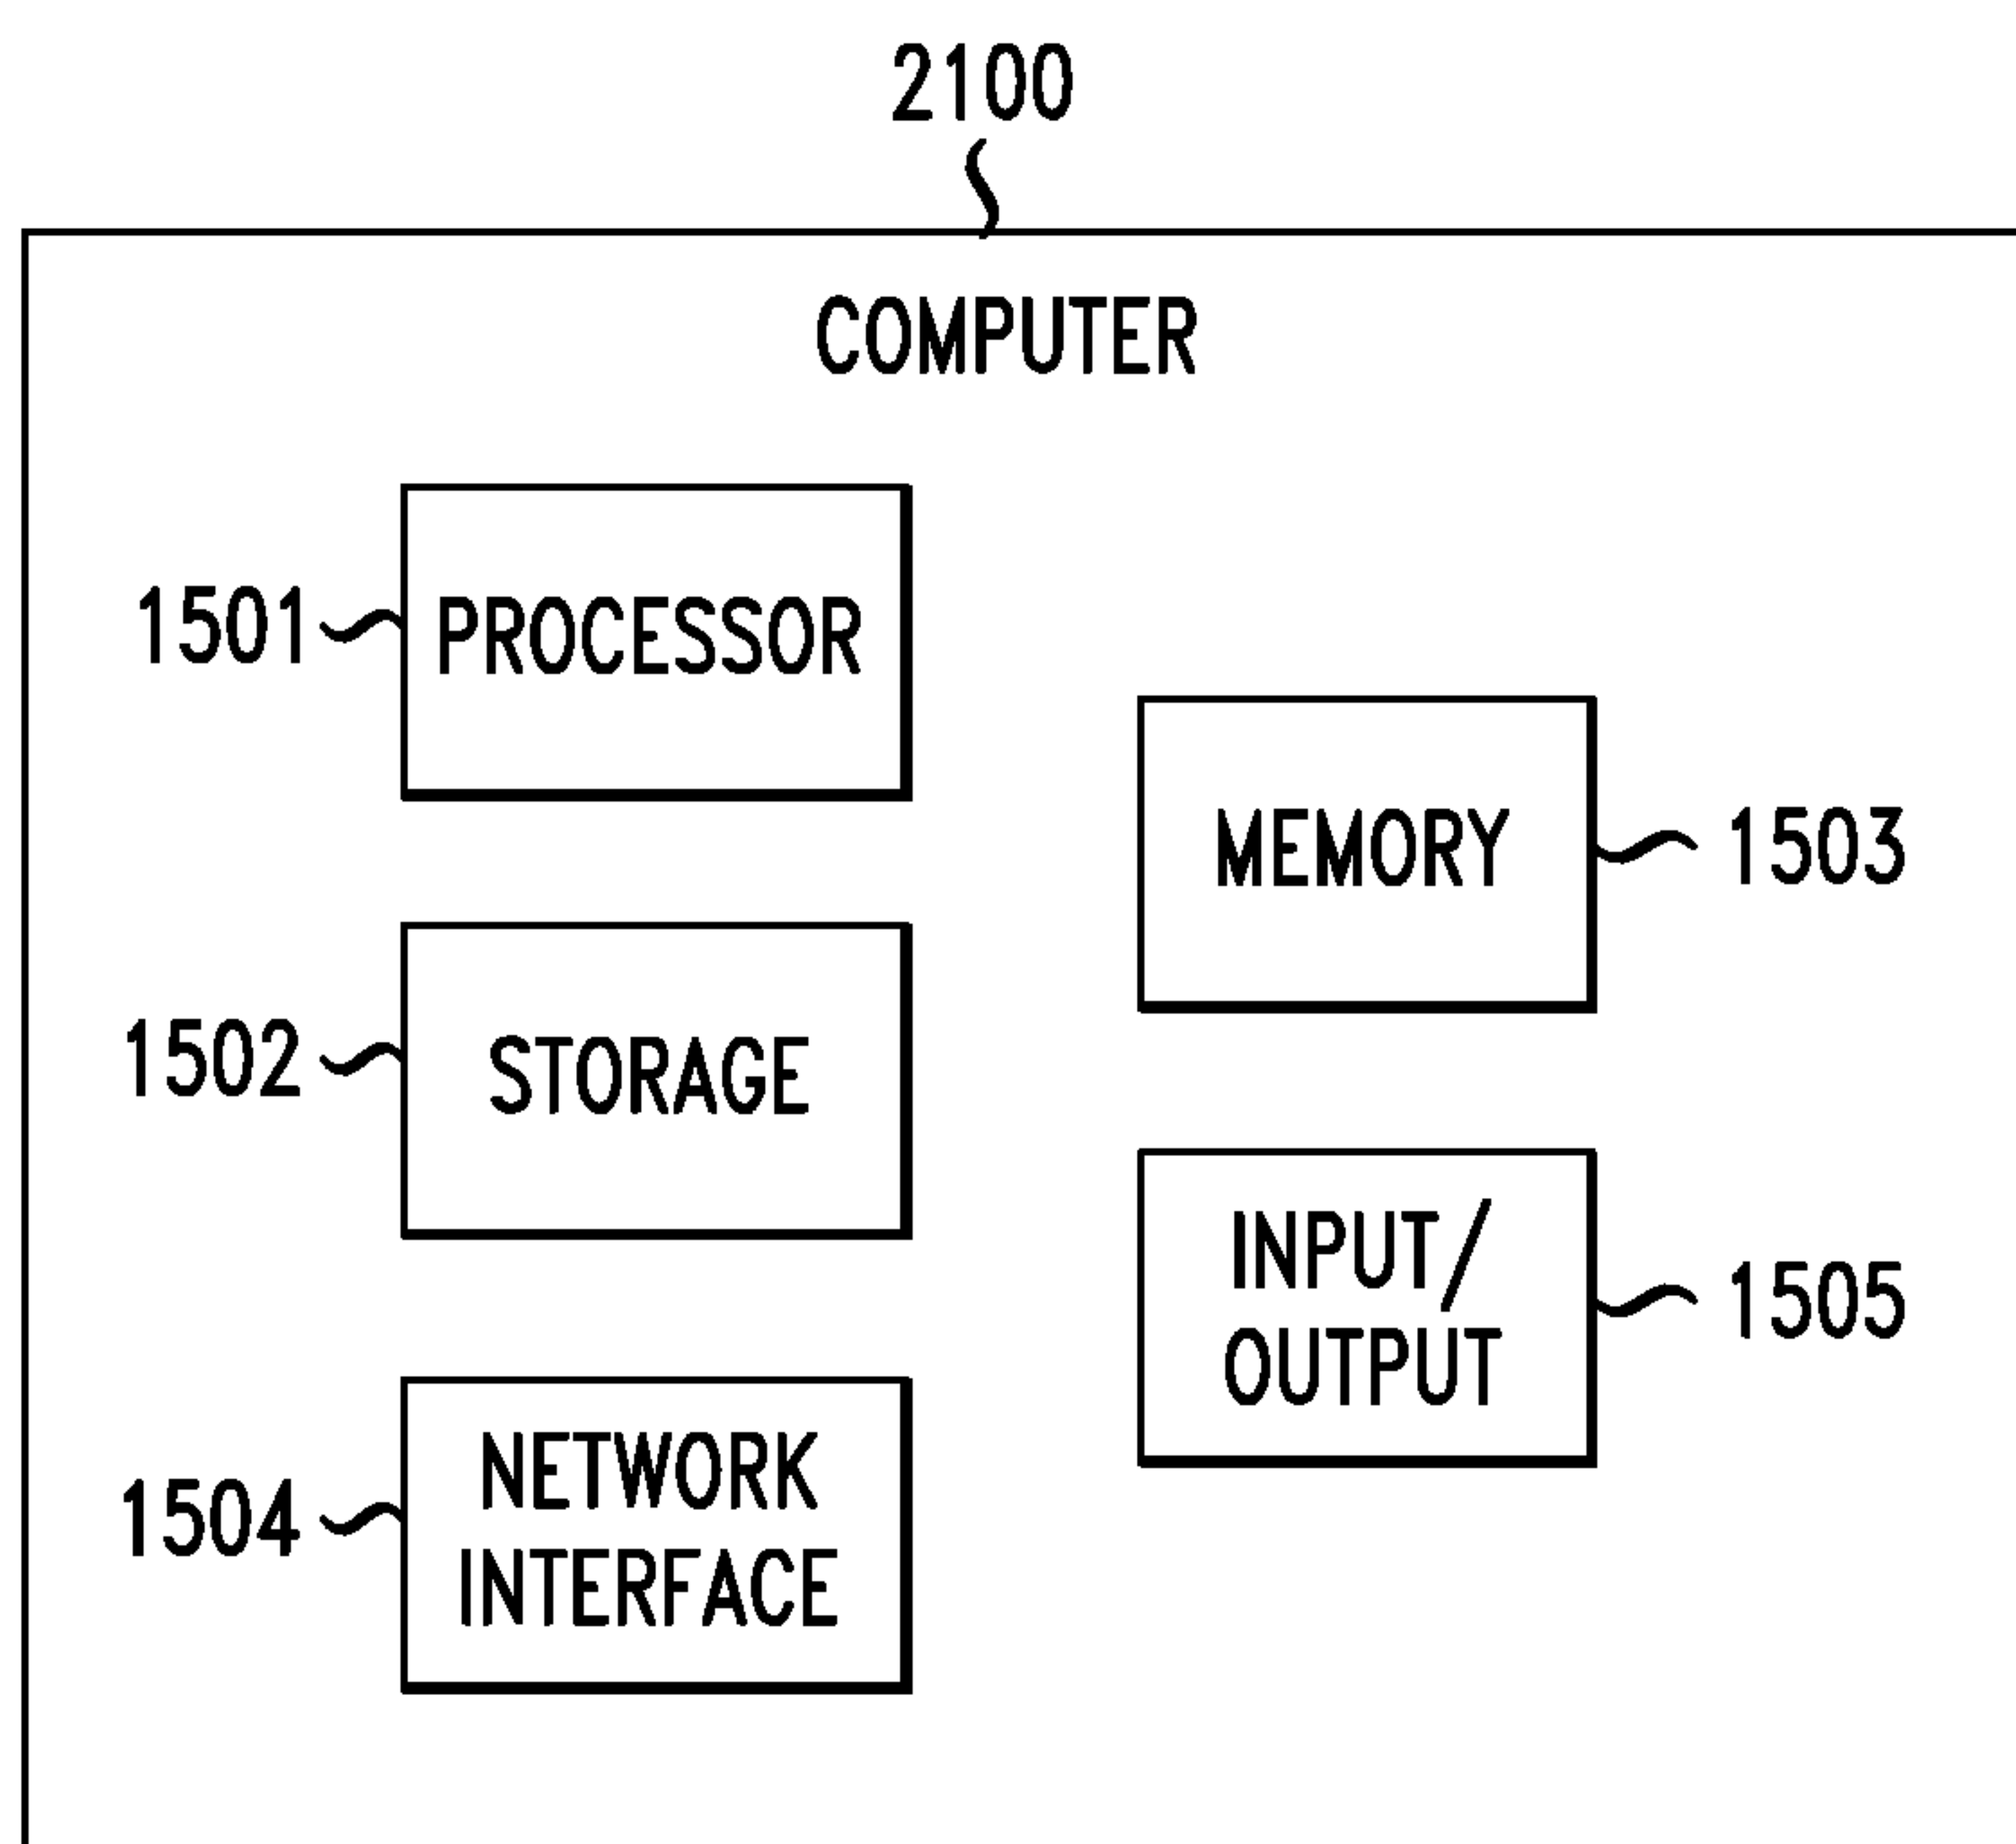 2100
COMPUTER
1501
PROCESSOR
MEMORY
1503
1502
STORAGE
INPUT/
OUTPUT
1505
1504
NETWORK
INTERFACE